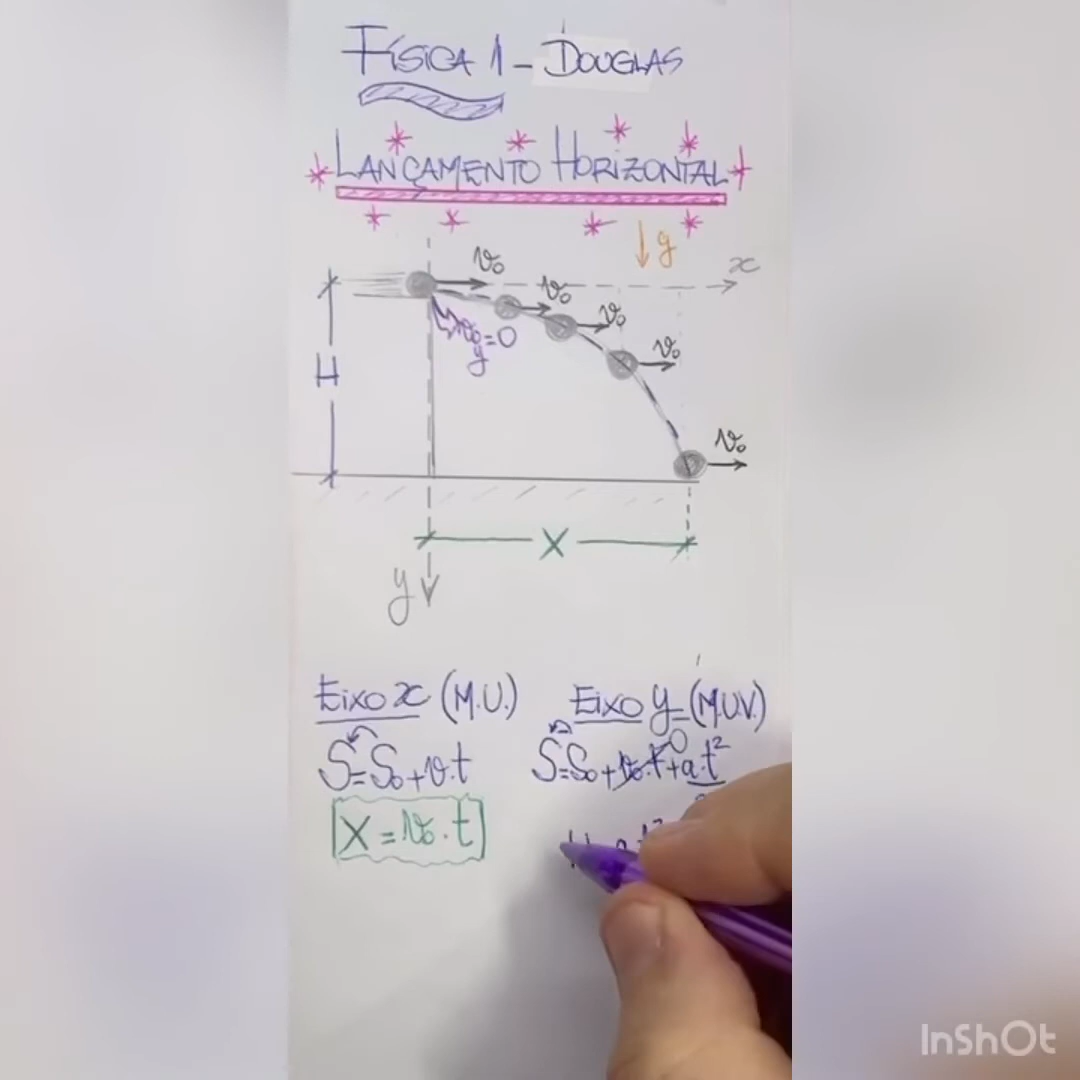 FÍSICA 1 - DOUGLAS
LANÇAMENTO HORIZONTAL
g
x
v₀
v₀
v₀
v₀
v₀
v₀y=0
H
X
y
EIXO x (M.U.)
EIXO y (M.U.V.)
S=S₀+v.t
S=S₀+v₀.t+a.t²
0
X=v₀.t
InShOt